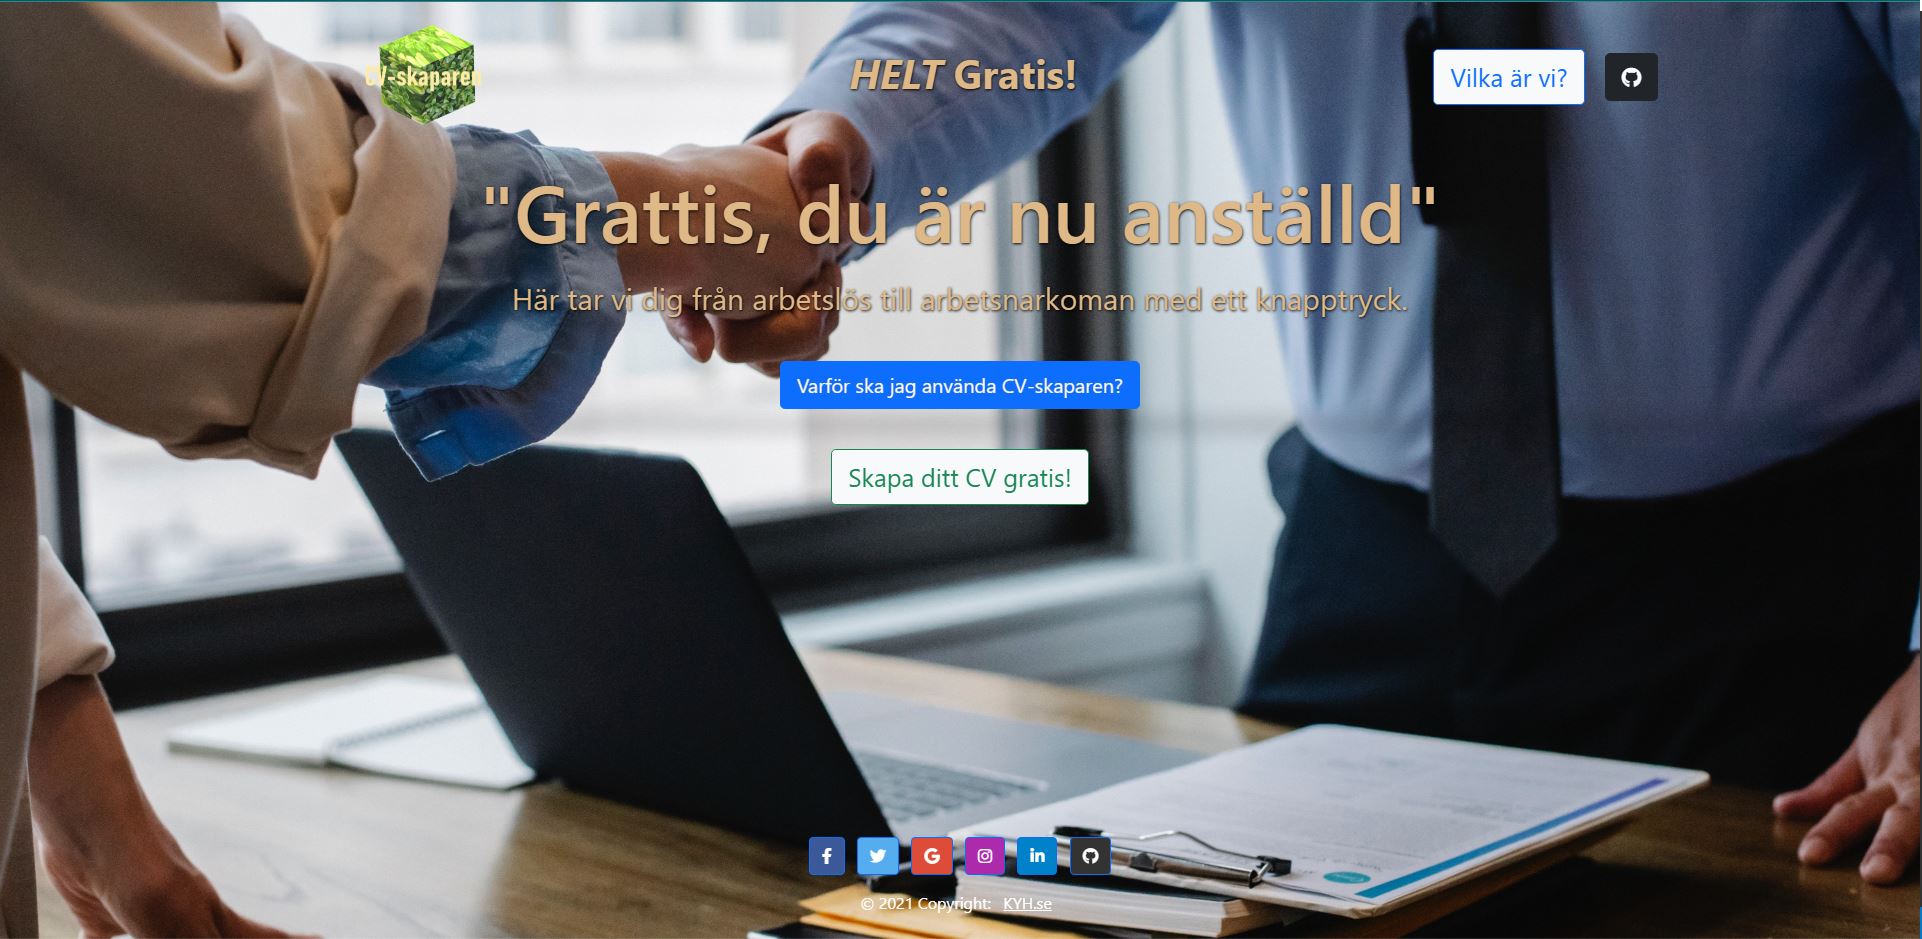 CV-skaparen
HELT Gratis!
Vilka är vi?
"Grattis, du är nu anställd"
Här tar vi dig från arbetslös till arbetsnarkoman med ett knapptryck.
Varför ska jag använda CV-skaparen?
Skapa ditt CV gratis!
© 2021 Copyright: KYH.se